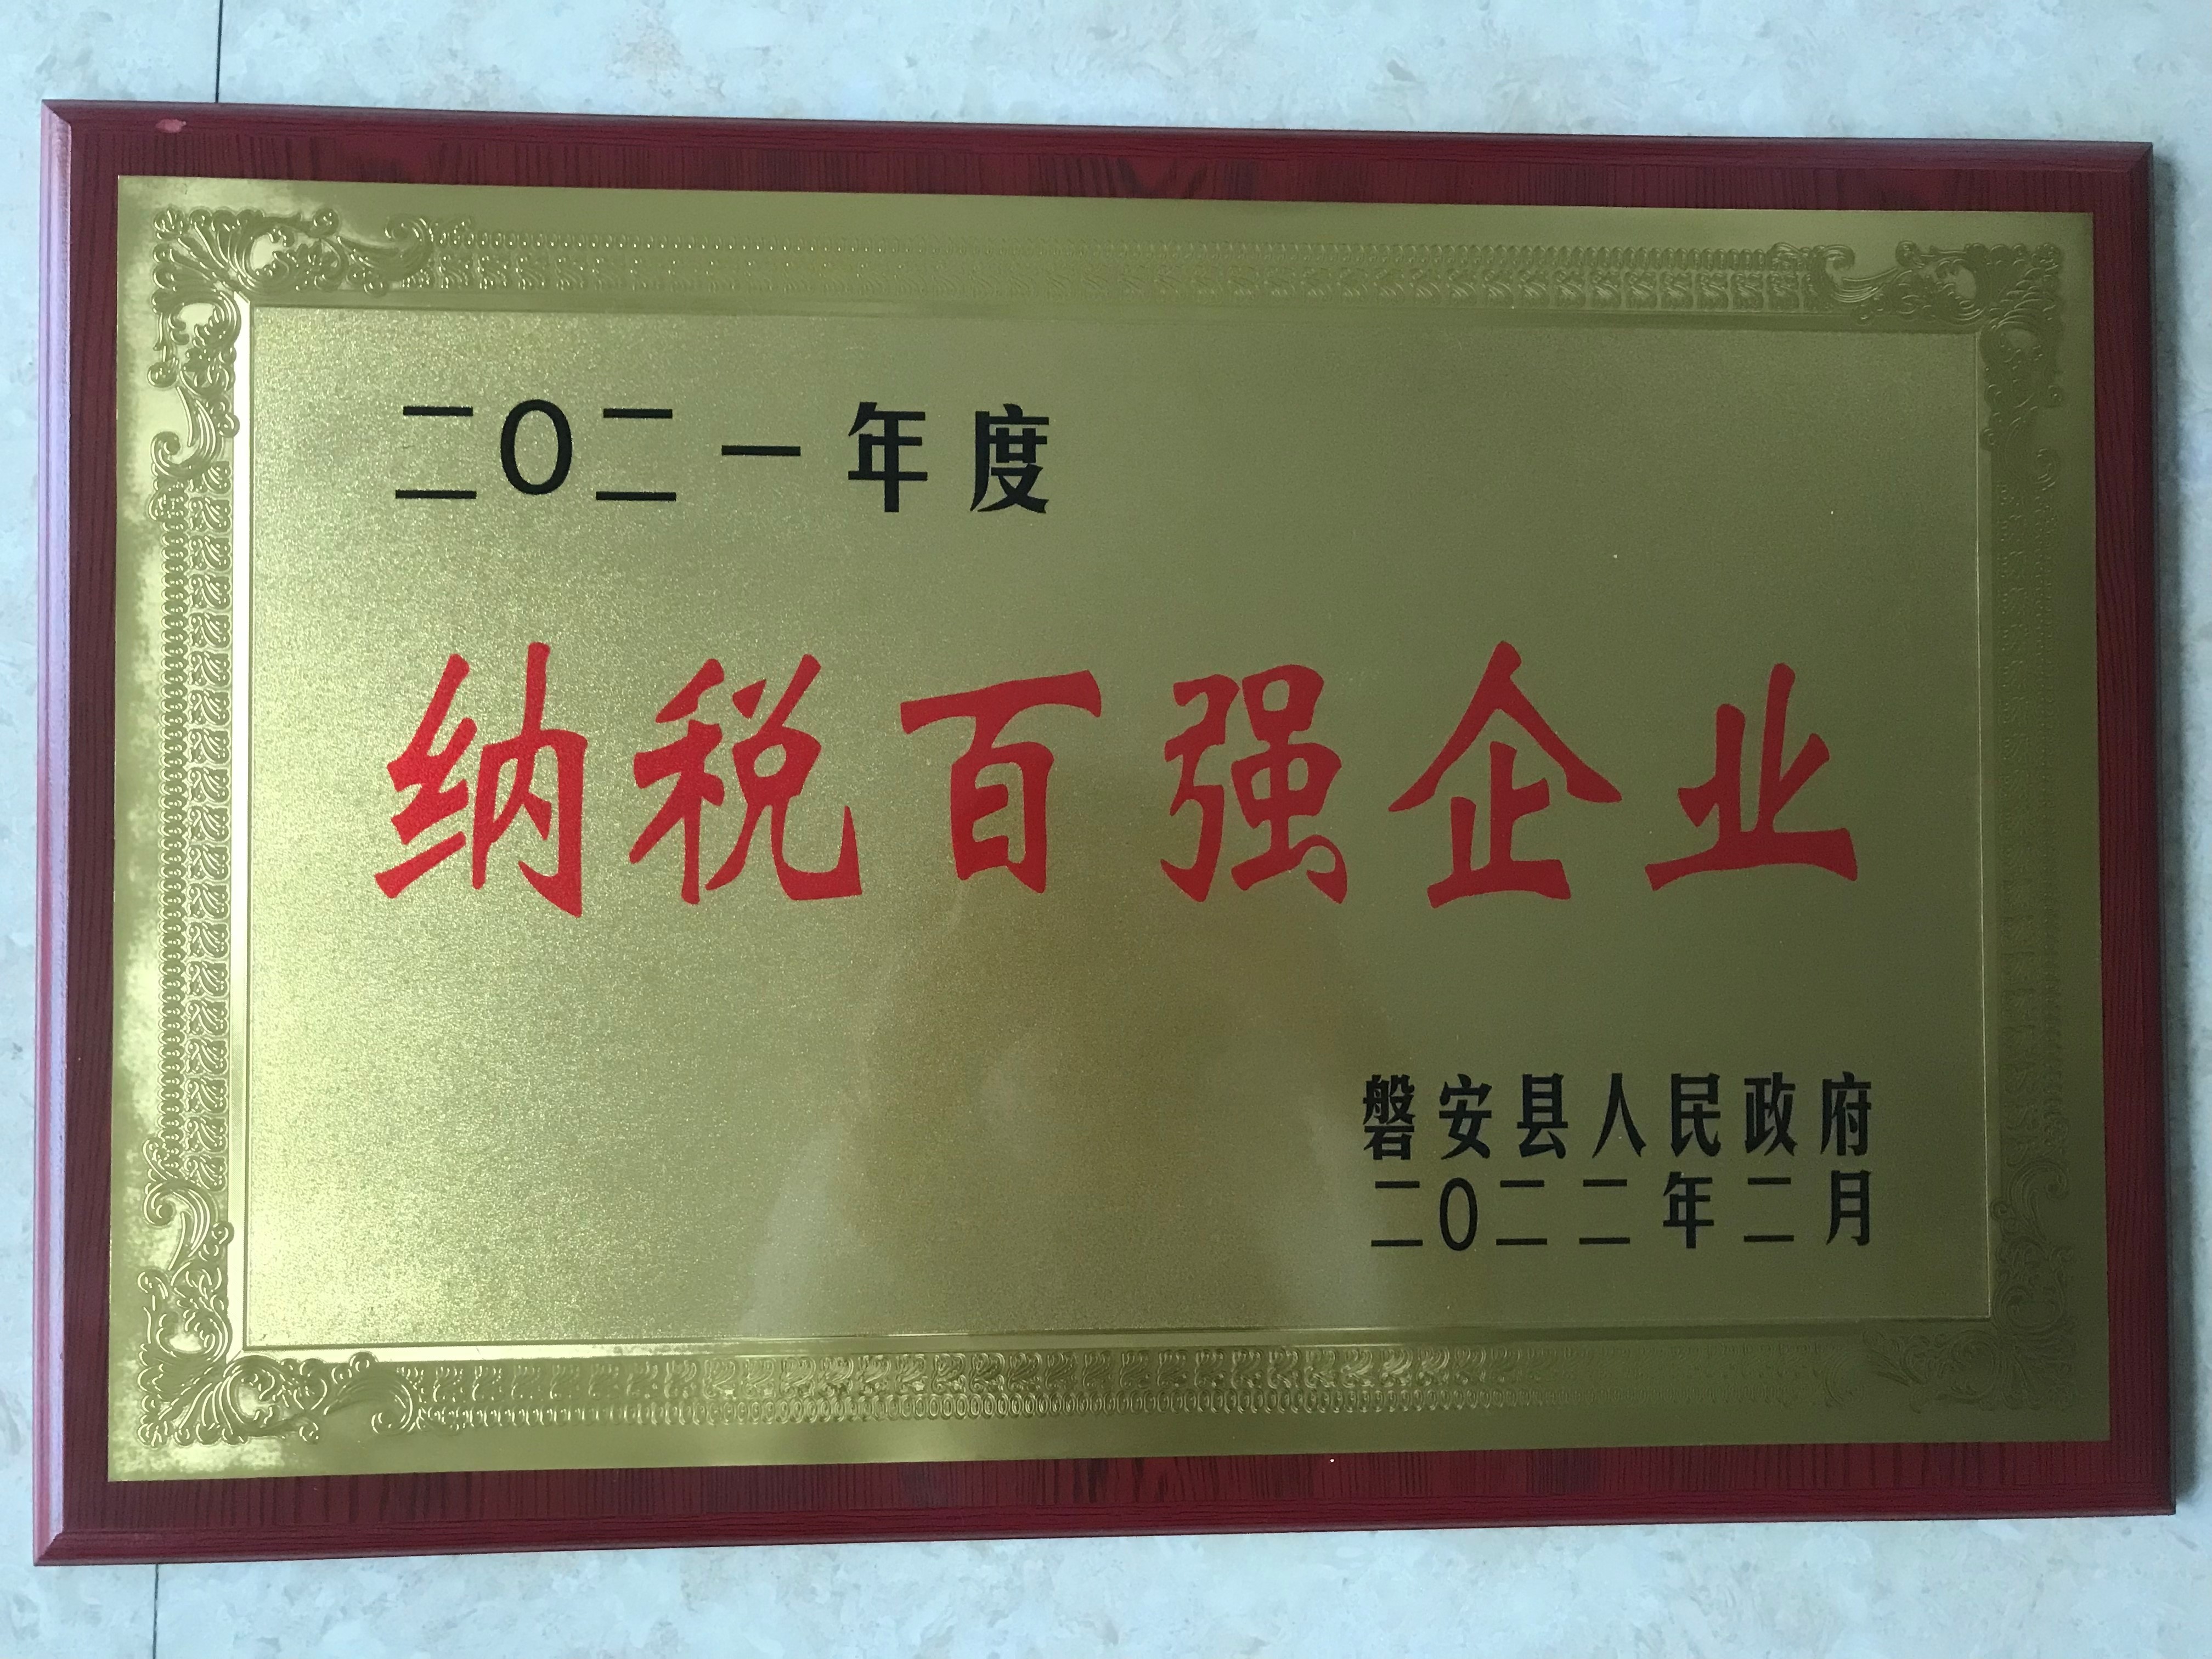 二〇二一年度
纳税百强企业
磐安县人民政府
二〇二二年二月